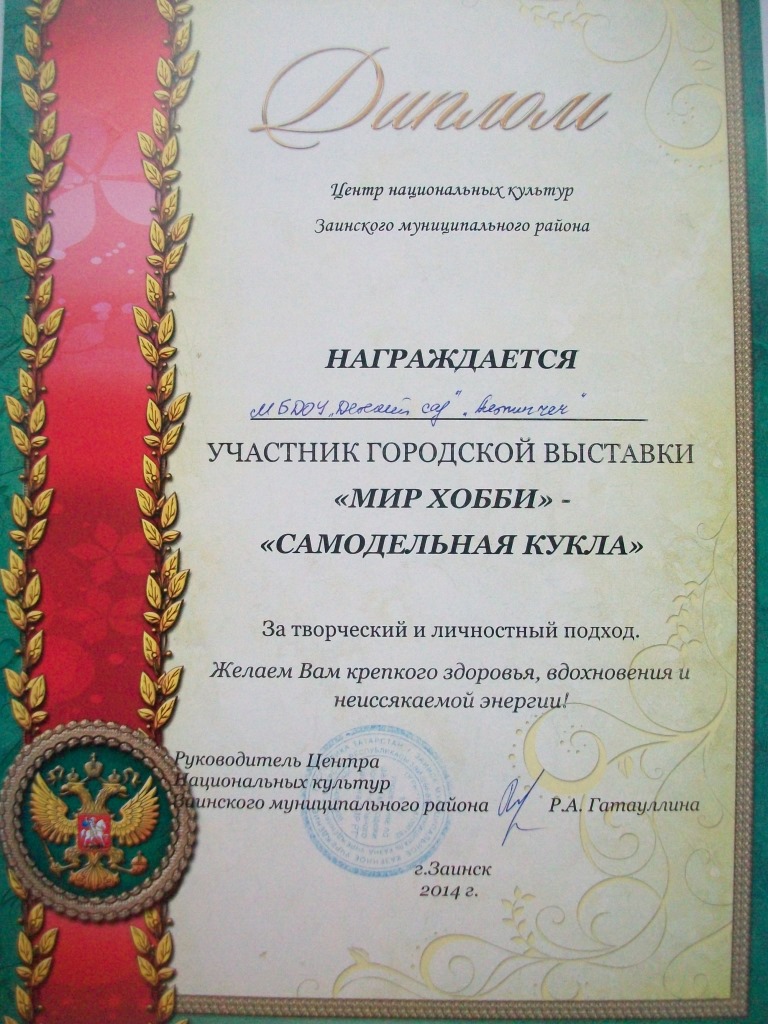 Диплом
Центр национальных культур
Заинского муниципального района
НАГРАЖДАЕТСЯ
МБДОУ „Детский сад"
УЧАСТНИК ГОРОДСКОЙ ВЫСТАВКИ
«МИР ХОББИ» -
«САМОДЕЛЬНАЯ КУКЛА»
За творческий и личностный подход.
Желаем Вам крепкого здоровья, вдохновения и
неиссякаемой энергии!
Руководитель Центра
Национальных культур
Заинского муниципального района Р.А. Гатауллина
г.Заинск
2014 г.